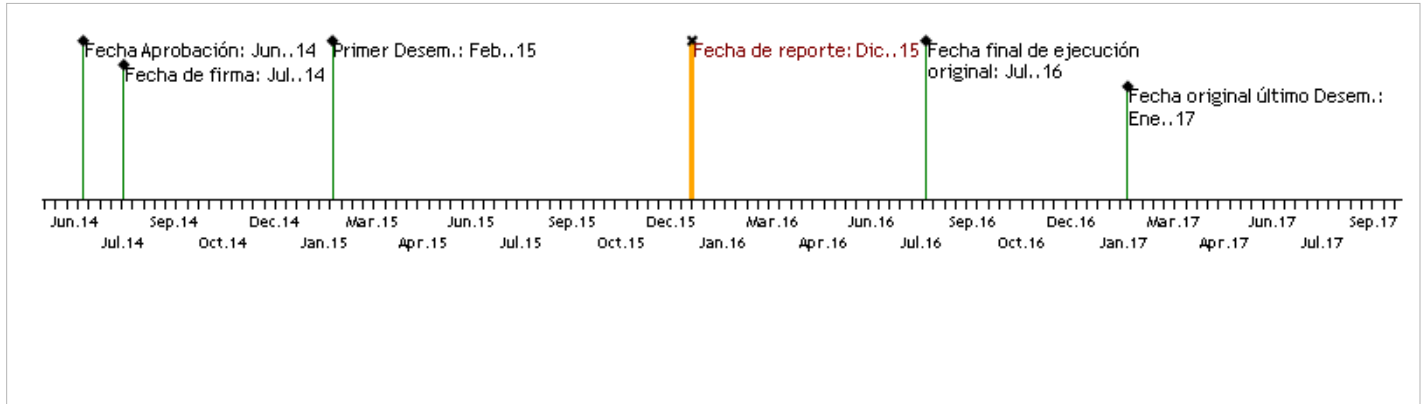 Fecha Aprobación: Jun..14
Primer Desem.: Feb..15
Fecha de reporte: Dic..15
Fecha final de ejecución
original: Jul..16
Fecha de firma: Jul..14
Fecha original último Desem.:
Ene..17
Jun.14 Sep.14 Dec.14 Mar.15 Jun.15 Sep.15 Dec.15 Mar.16 Jun.16 Sep.16 Dec.16 Mar.17 Jun.17 Sep.17
Jul.14 Oct.14 Jan.15 Apr.15 Jul.15 Oct.15 Jan.16 Apr.16 Jul.16 Oct.16 Jan.17 Apr.17 Jul.17